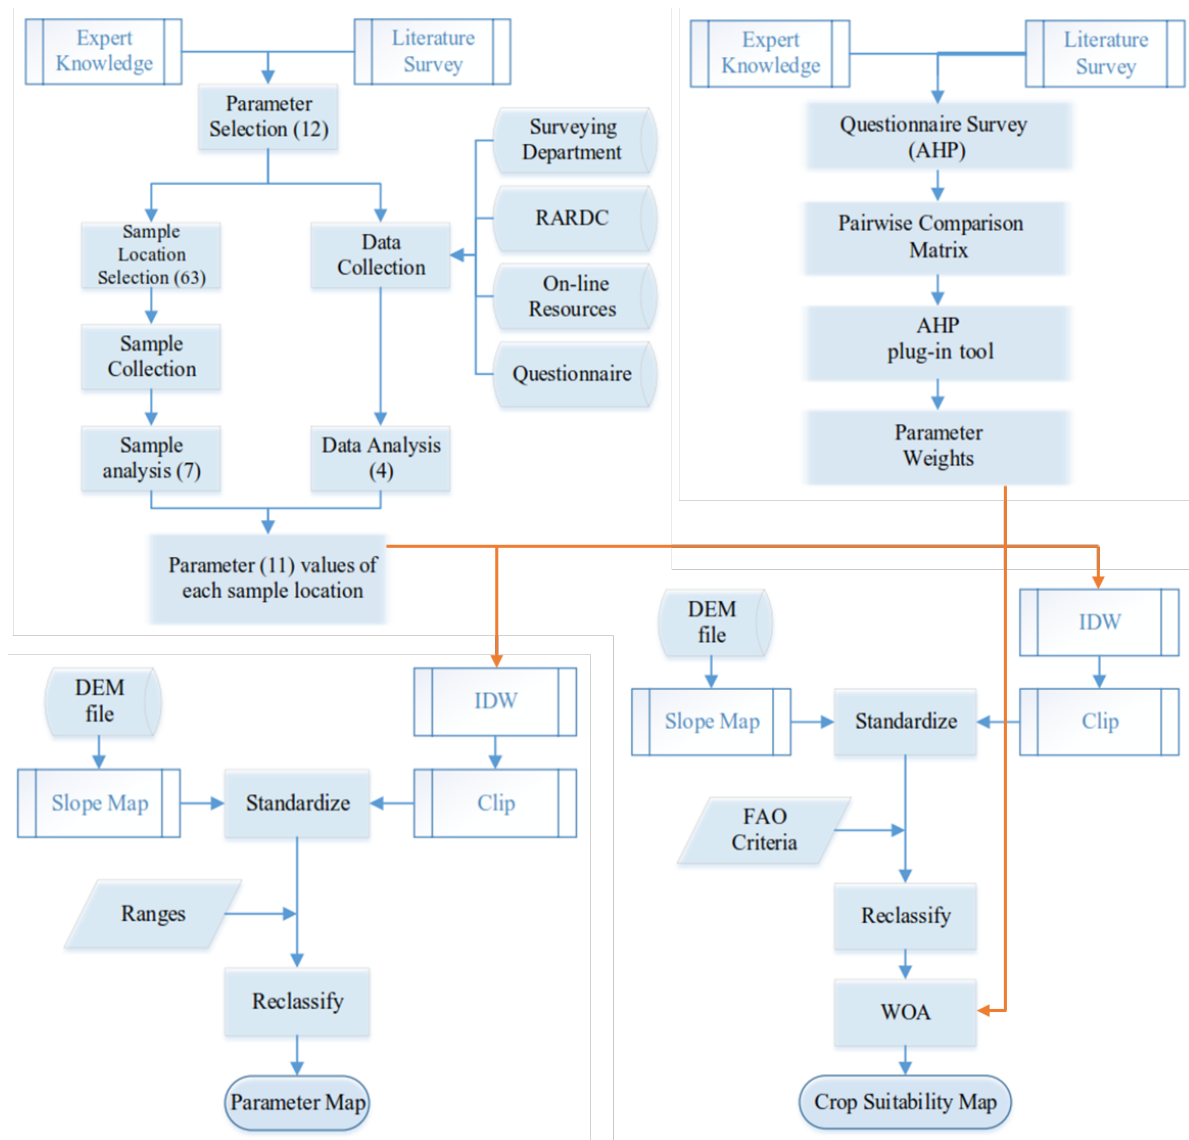 Expert
Knowledge
Literature
Survey
Parameter
Selection (12)
Surveying
Department
RARDC
On-line
Resources
Questionnaire
Sample
Location
Selection (63)
Data
Collection
Sample
Collection
Sample
analysis (7)
Data Analysis
(4)
Parameter (11) values of
each sample location
Expert
Knowledge
Literature
Survey
Questionnaire Survey
(AHP)
Pairwise Comparison
Matrix
AHP
plug-in tool
Parameter
Weights
DEM
file
IDW
Slope Map
Standardize
Clip
Ranges
Reclassify
Parameter Map
DEM
file
IDW
Slope Map
Standardize
Clip
FAO
Criteria
Reclassify
WOA
Crop Suitability Map